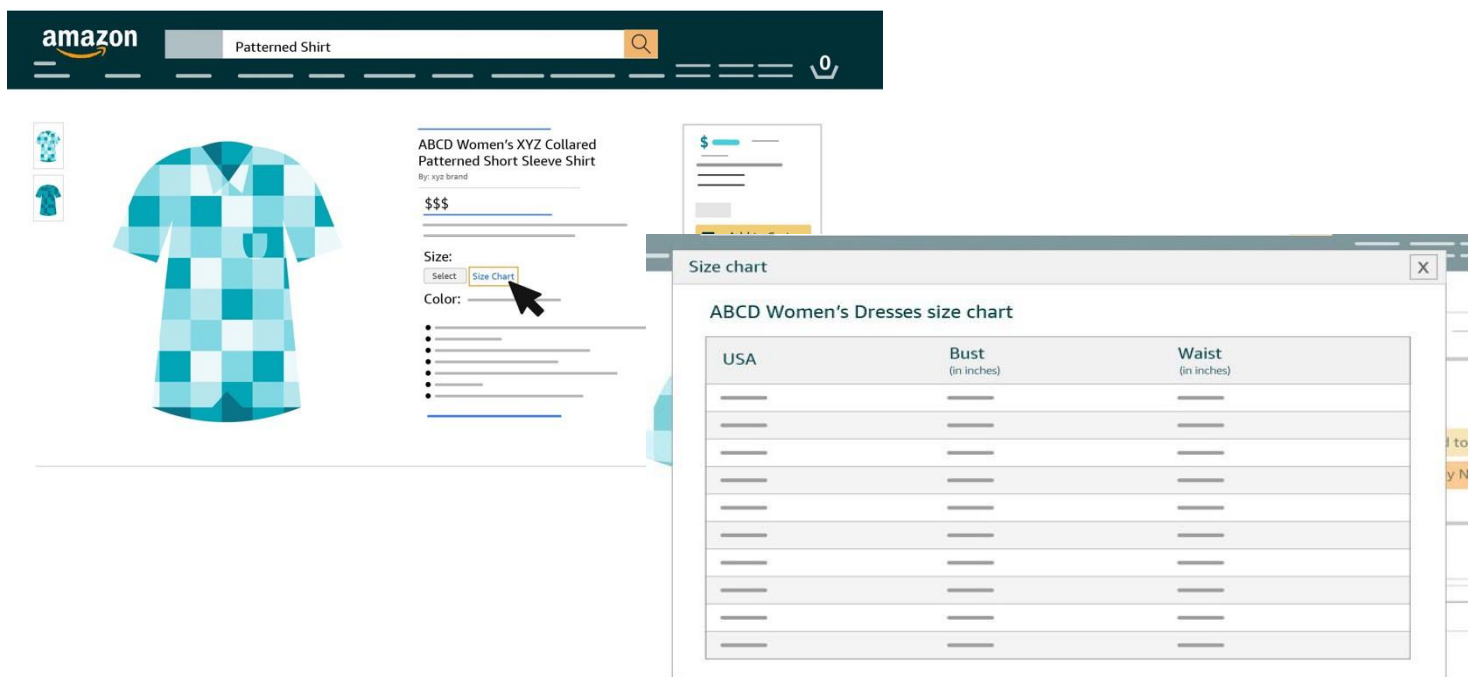 amazon
Patterned Shirt
0
ABCD Women's XYZ Collared
Patterned Short Sleeve Shirt
By: xyz brand
$$$
Size:
Select
Size Chart
Color:
$
Size chart
X
ABCD Women's Dresses size chart
USA
Bust
(in inches)
Waist
(in inches)